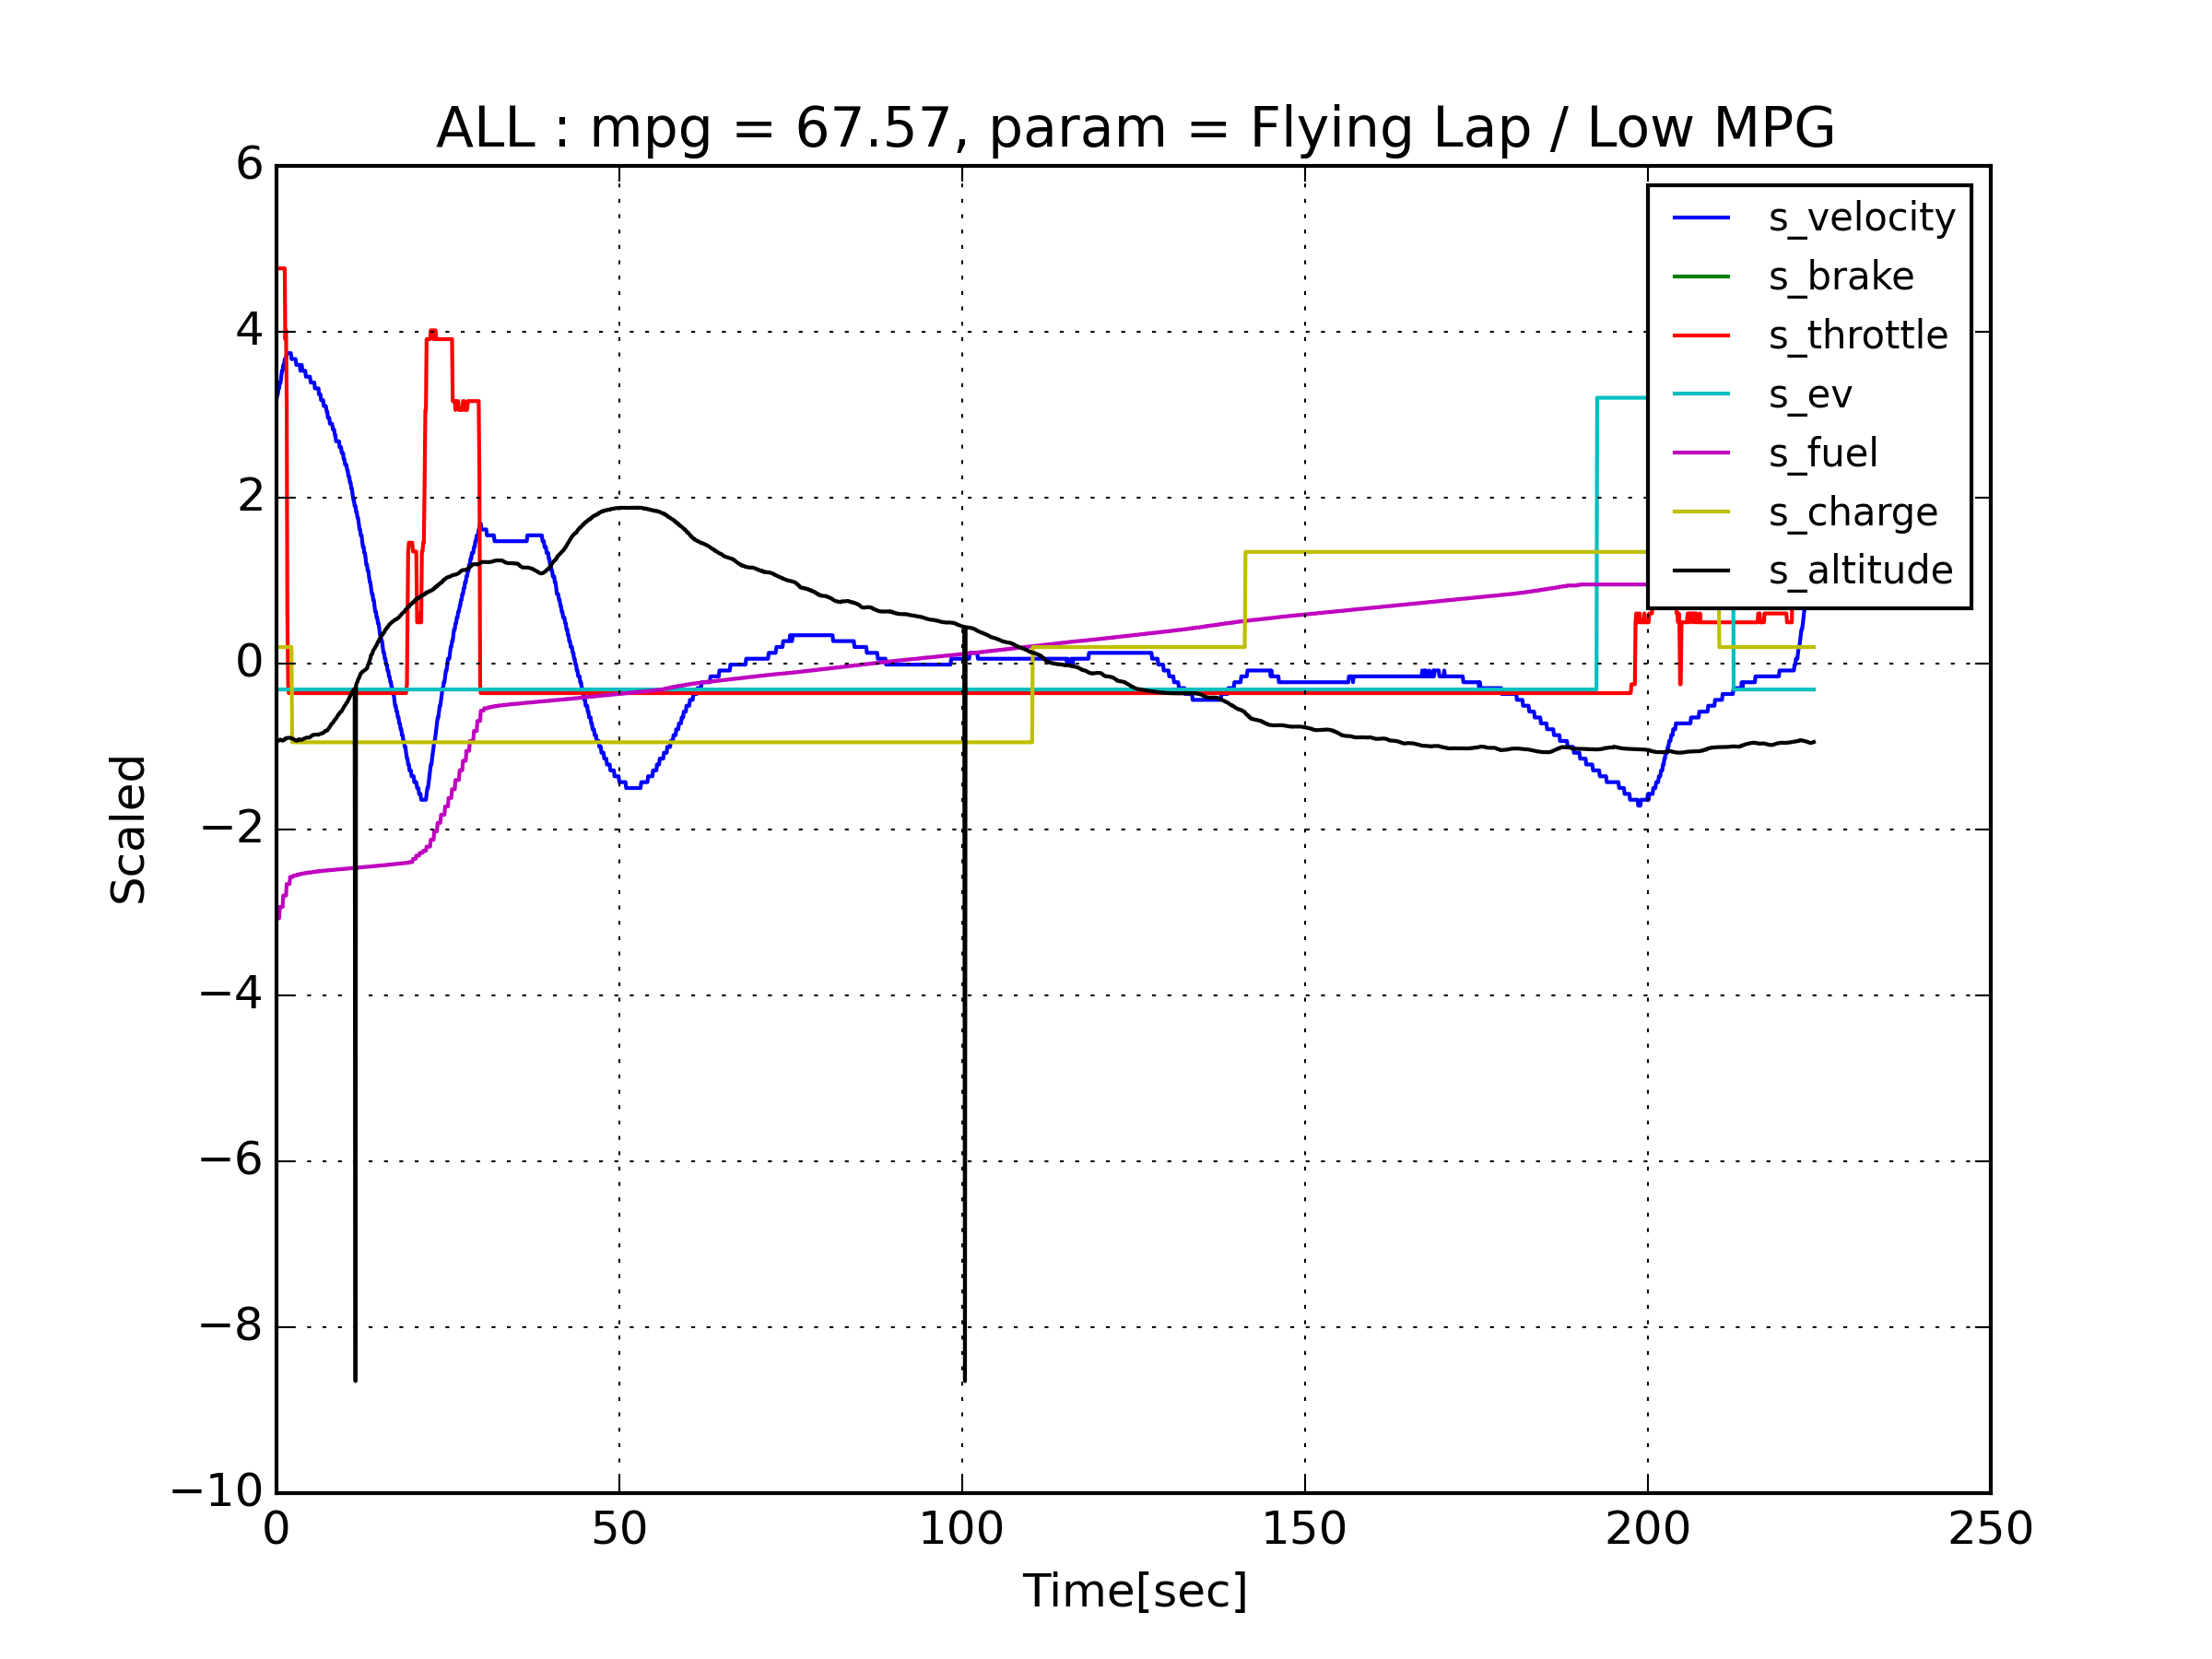 ALL : mpg = 67.57, param = Flying Lap / Low MPG
6
4
2
0
−2
−4
−6
−8
−10
Scaled
s_velocity
s_brake
s_throttle
s_ev
s_fuel
s_charge
s_altitude
0 50 100 150 200 250
Time[sec]